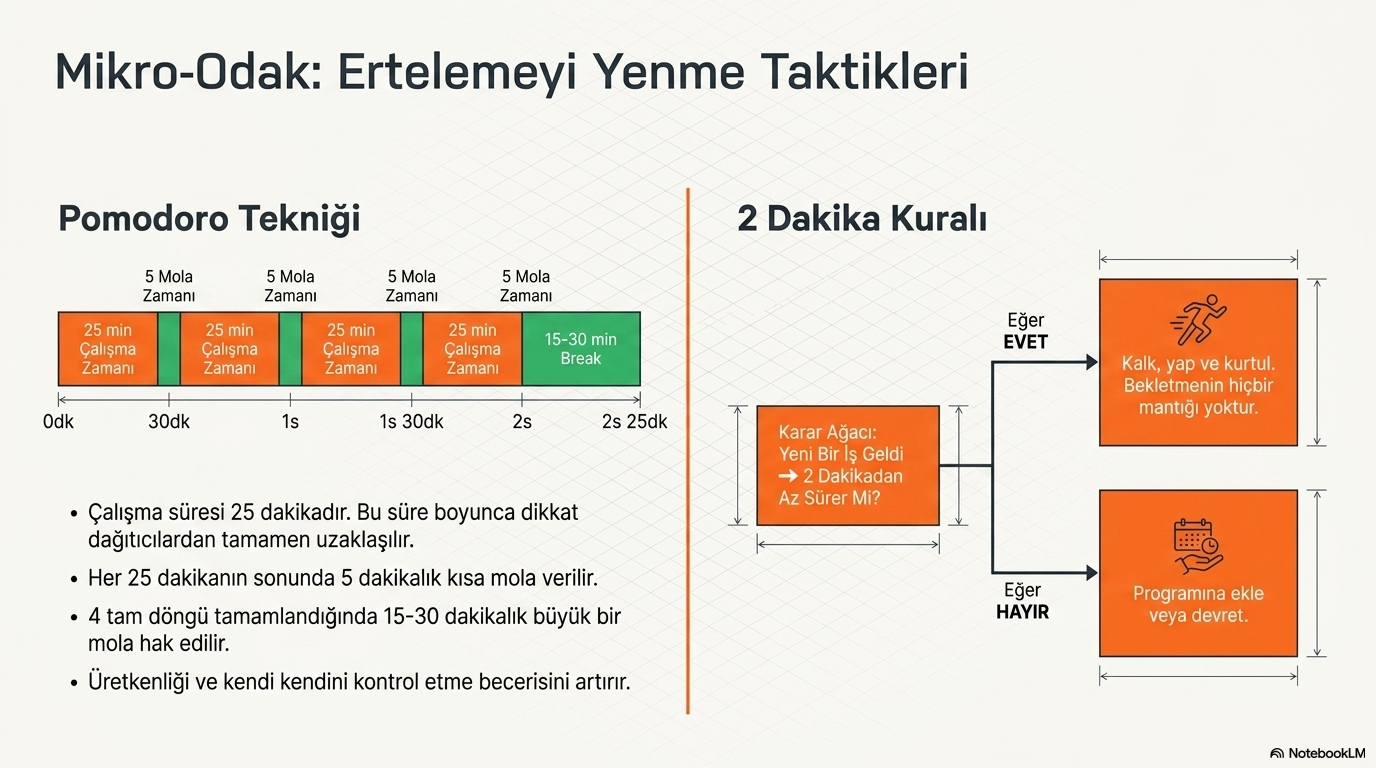 Mikro-Odak: Ertelemeyi Yenme Taktikleri
Pomodoro Tekniği
5 Mola
Zamanı
5 Mola
Zamanı
5 Mola
Zamanı
5 Mola
Zamanı
25 min
Çalışma
Zamanı
25 min
Çalışma
Zamanı
25 min
Çalışma
Zamanı
25 min
Çalışma
Zamanı
15-30 min
Break
0dk
30dk
1s
1s 30dk
2s
2s 25dk
• Çalışma süresi 25 dakikadır. Bu süre boyunca dikkat
dağıtıcılardan tamamen uzaklaşılır.
• Her 25 dakikanın sonunda 5 dakikalık kısa mola verilir.
• 4 tam döngü tamamlandığında 15-30 dakikalık büyük bir
mola hak edilir.
• Üretkenliği ve kendi kendini kontrol etme becerisini artırır.
2 Dakika Kuralı
Karar Ağacı:
Yeni Bir İş Geldi
→ 2 Dakikadan
Az Sürer Mi?
Eğer
EVET
Kalk, yap ve kurtul.
Bekletmenin hiçbir
mantığı yoktur.
Eğer
HAYIR
Programına ekle
veya devret.
NotebookLM